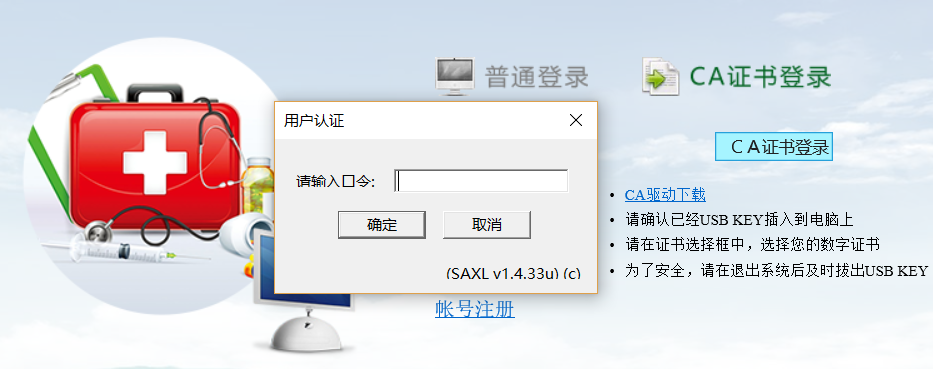 普通登录
CA证书登录
用户认证
CA证书登录
请输入口令:
CA驱动下载
确定
取消
请确认已经USB KEY插入到电脑上
请在证书选择框中，选择您的数字证书
为了安全，请在退出系统后及时拔出USB KEY
(SAXL v1.4.33u) (c)
帐号注册